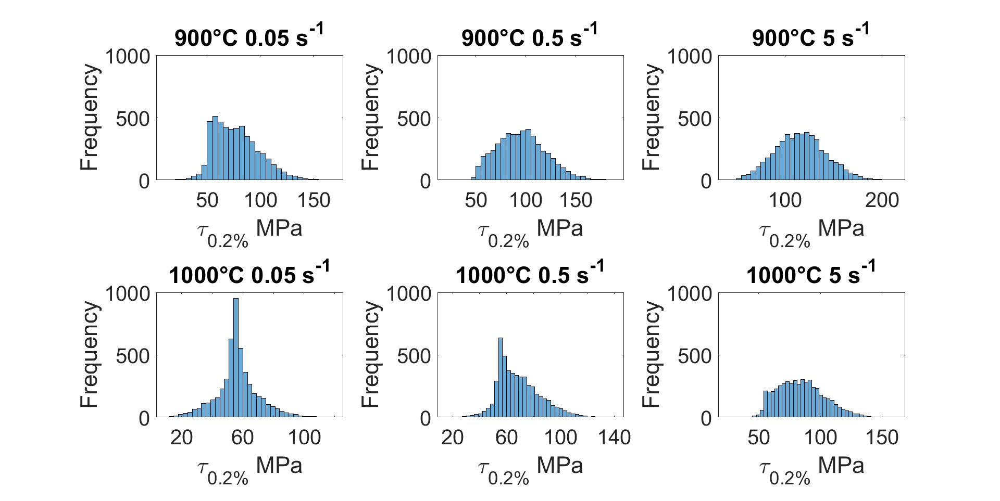 900°C 0.05 s⁻¹
1000
500
0
Frequency
50 100 150
τ₀.₂% MPa
900°C 0.5 s⁻¹
1000
500
0
Frequency
50 100 150
τ₀.₂% MPa
900°C 5 s⁻¹
1000
500
0
Frequency
100 200
τ₀.₂% MPa
1000°C 0.05 s⁻¹
1000
500
0
Frequency
20 60 100
τ₀.₂% MPa
1000°C 0.5 s⁻¹
1000
500
0
Frequency
20 60 100 140
τ₀.₂% MPa
1000°C 5 s⁻¹
1000
500
0
Frequency
50 100 150
τ₀.₂% MPa